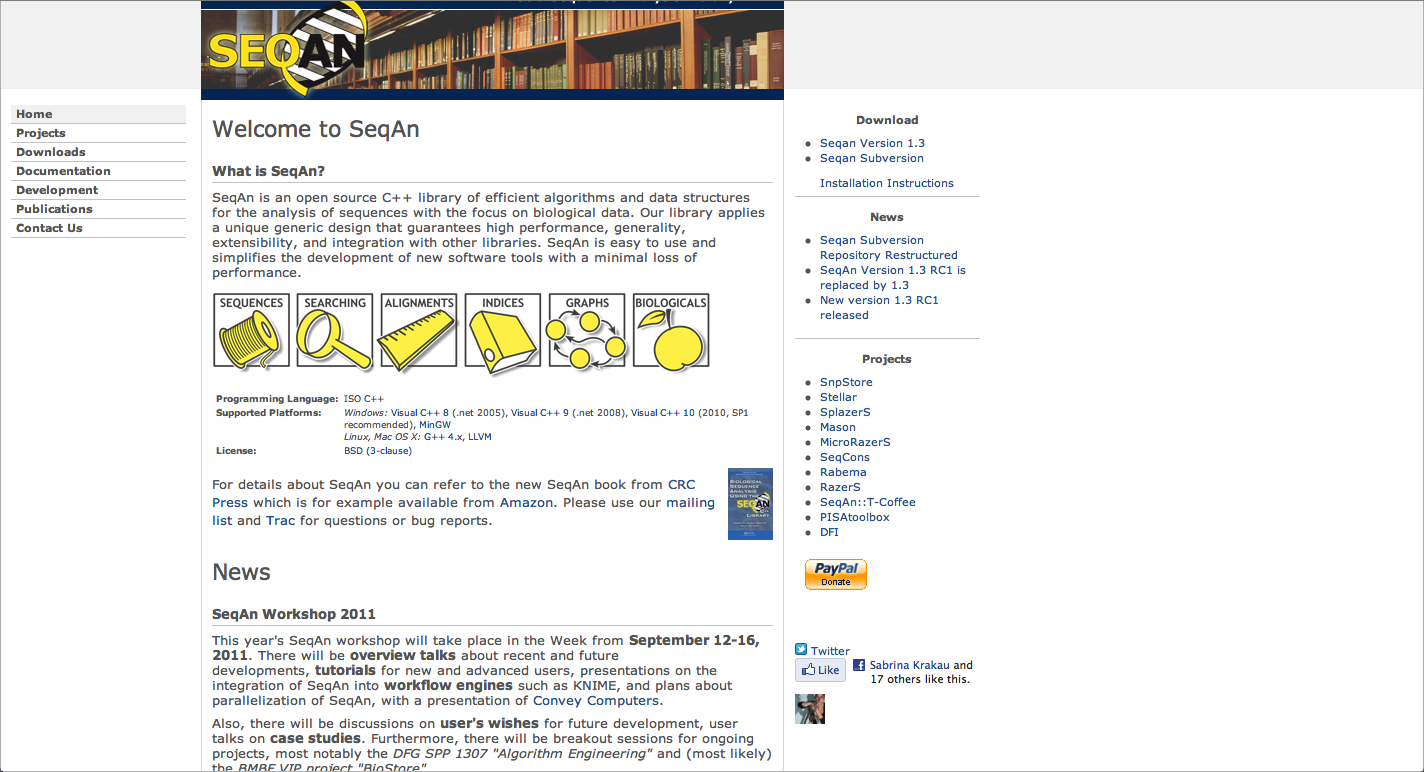 SEQAN
Home
Projects
Downloads
Documentation
Development
Publications
Contact Us
Welcome to SeqAn
What is SeqAn?
SeqAn is an open source C++ library of efficient algorithms and data structures
for the analysis of sequences with the focus on biological data. Our library applies
a unique generic design that guarantees high performance, generality,
extensibility, and integration with other libraries. SeqAn is easy to use and
simplifies the development of new software tools with a minimal loss of
performance.
SEQUENCES SEARCHING ALIGNMENTS INDICES GRAPHS BIOLOGICALS
Programming Language: ISO C++
Supported Platforms: Windows: Visual C++ 8 (.net 2005), Visual C++ 9 (.net 2008), Visual C++ 10 (2010, SP1
recommended), MinGW
Linux, Mac OS X: G++ 4.x, LLVM
License: BSD (3-clause)
For details about SeqAn you can refer to the new SeqAn book from CRC
Press which is for example available from Amazon. Please use our mailing
list and Trac for questions or bug reports.
BIOLOGICAL
SEQUENCE
ANALYSIS
USING THE
SEQAN
C++
LIBRARY
News
SeqAn Workshop 2011
This year's SeqAn workshop will take place in the Week from September 12-16,
2011. There will be overview talks about recent and future
developments, tutorials for new and advanced users, presentations on the
integration of SeqAn into workflow engines such as KNIME, and plans about
parallelization of SeqAn, with a presentation of Convey Computers.
Also, there will be discussions on user's wishes for future development, user
talks on case studies. Furthermore, there will be breakout sessions for ongoing
projects, most notably the DFG SPP 1307 "Algorithm Engineering" and (most likely)
the BMBF VIP project "BioStore"
Download
Seqan Version 1.3
Seqan Subversion
Installation Instructions
News
Seqan Subversion
Repository Restructured
SeqAn Version 1.3 RC1 is
replaced by 1.3
New version 1.3 RC1
released
Projects
SnpStore
Stellar
SplazerS
Mason
MicroRazerS
SeqCons
Rabema
RazerS
SeqAn::T-Coffee
PISAtoolbox
DFI
PayPal
Donate
Twitter
Like
Sabrina Krakau and
17 others like this.